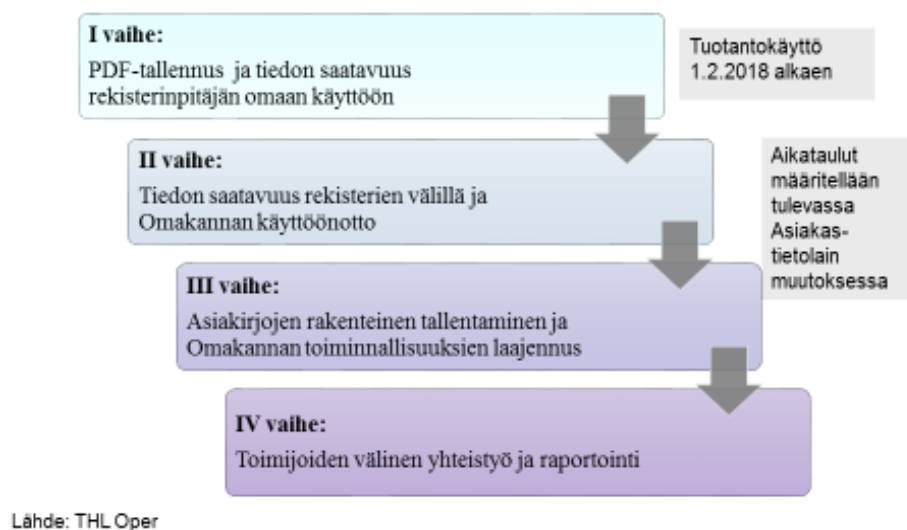 I vaihe:
PDF-tallennus ja tiedon saatavuus
rekisterinpitäjän omaan käyttöön
Tuotantokäyttö
1.2.2018 alkaen
II vaihe:
Tiedon saatavuus rekisterien välillä ja
Omakannan käyttöönotto
Aikataulut
määritellään
tulevassa
Asiakas-
tietolain
muutoksessa
III vaihe:
Asiakirjojen rakenteinen tallentaminen ja
Omakannan toiminnallisuuksien laajennus
IV vaihe:
Toimijoiden välinen yhteistyö ja raportointi
Lähde: THL Oper